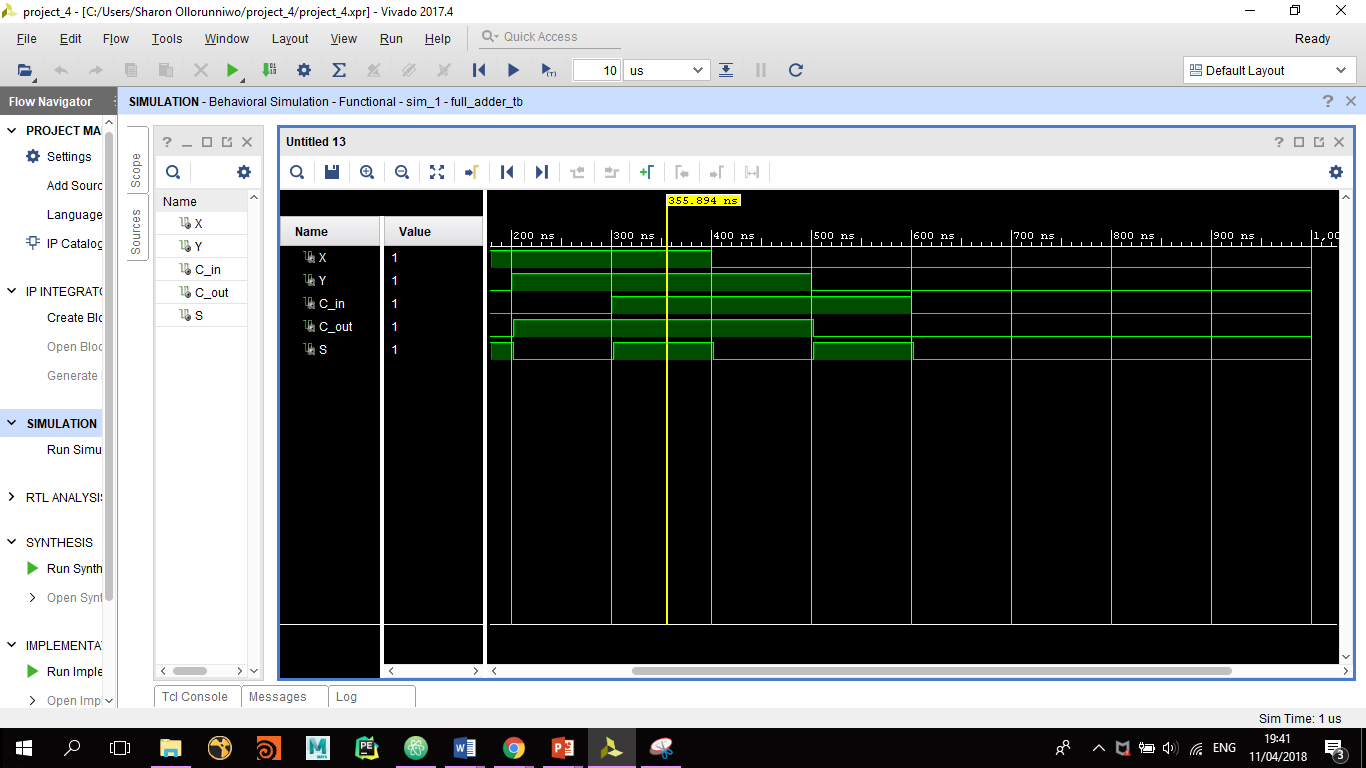 project_4 - [C:/Users/Sharon Ollorunniwo/project_4/project_4.xpr] - Vivado 2017.4
File Edit Flow Tools Window Layout View Run Help Quick Access Ready
10 us Default Layout
Flow Navigator SIMULATION - Behavioral Simulation - Functional - sim_1 - full_adder_tb
PROJECT MA
Settings
Add Sourc
Language
IP Catalog
IP INTEGRATO
Create Bloc
Open Bloc
Generate
SIMULATION
Run Simu
RTL ANALYSIS
SYNTHESIS
Run Synth
Open Synt
IMPLEMENTA
Run Imple
Open Imp
Scope
Sources
Name
X
Y
C_in
C_out
S
Untitled 13
355.894 ns
Name Value
200 ns 300 ns 400 ns 500 ns 600 ns 700 ns 800 ns 900 ns 1,00
X 1
Y 1
C_in 1
C_out 1
S 1
Tcl Console Messages Log
Sim Time: 1 us
ENG 19:41
11/04/2018
3